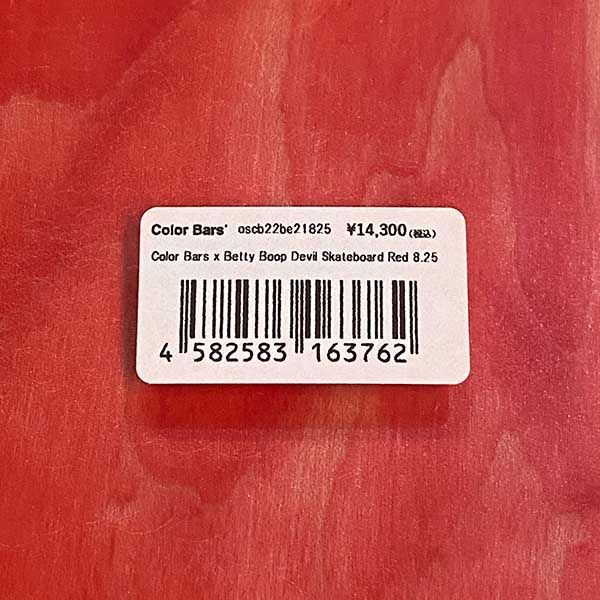 Color Bars' oscb22be21825 ¥14,300(税込)
Color Bars x Betty Boop Devil Skateboard Red 8.25
4 582583 163762